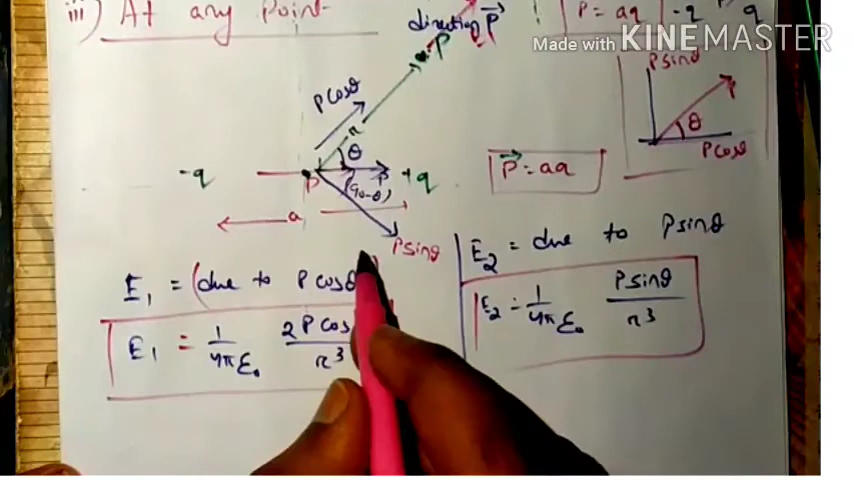 iii) At any Point
direction P
P = aq
-q
q
Made with KINEMASTER
P
P sinθ
P
θ
P cosθ
P cosθ
r
θ
-q
P
P
+q
(90-θ)
a
P sinθ
P = aq
E1 = (due to P cosθ)
E1 = 1/4πε0 2P cos/r³
E2 = due to P sinθ
E2 = 1/4πε0 P sinθ/r³